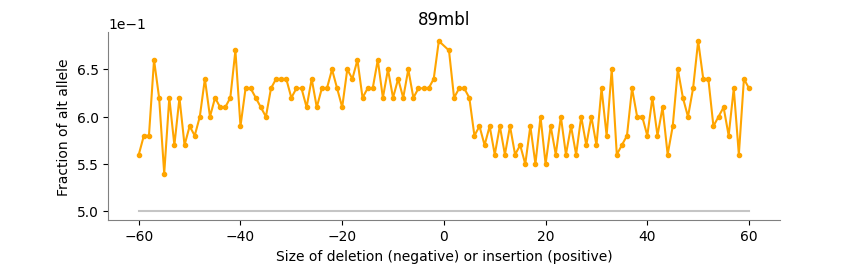 89mbl
1e−1
6.5
6.0
5.5
5.0
Fraction of alt allele
−60 −40 −20 0 20 40 60
Size of deletion (negative) or insertion (positive)